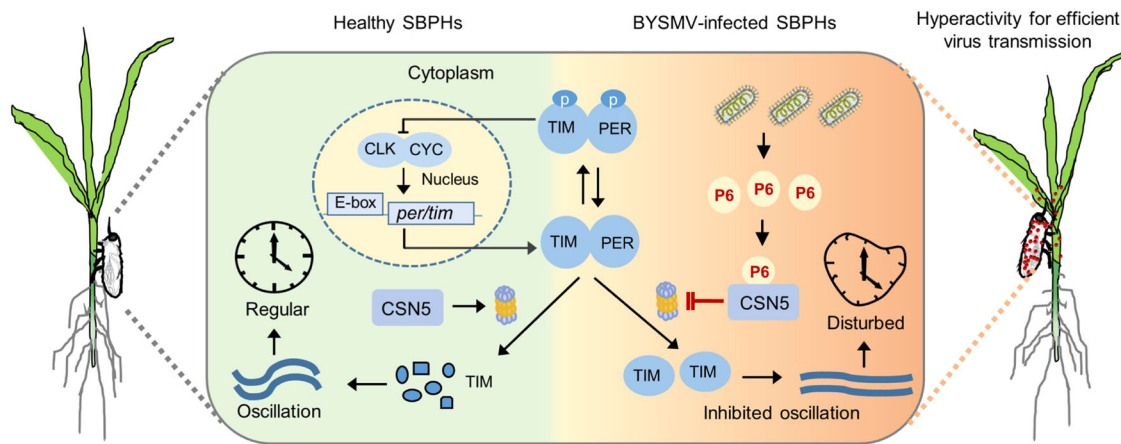 Healthy SBPHs
BYSMV-infected SBPHs
Hyperactivity for efficient
virus transmission
Cytoplasm
p
p
TIM
PER
CLK
CYC
Nucleus
E-box
per/tim
TIM
PER
P6
P6
P6
P6
CSN5
CSN5
Regular
Disturbed
TIM
TIM
TIM
Oscillation
Inhibited oscillation